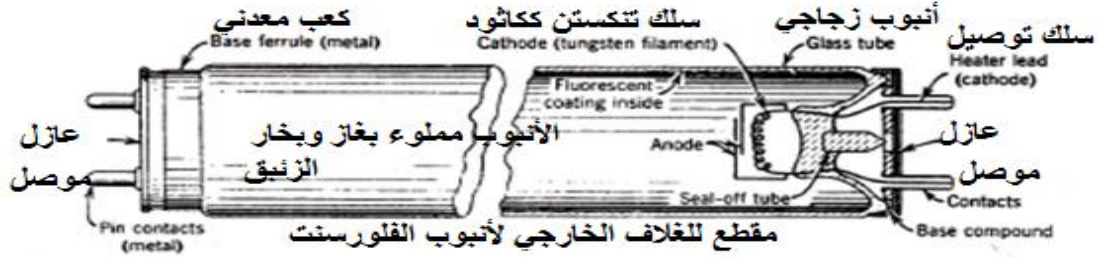 كعب معدني
Base ferrule (metal)
سلك تنكستن ككاثود
Cathode (tungsten filament)
أنبوب زجاجي
Glass tube
سلك توصيل
Heater lead
(cathode)
Fluorescent
coating inside
عازل
الأنبوب مملوء بغاز وبخار
الزئبق
Anode
عازل
موصل
موصل
Seal-off tube
Contacts
Pin contacts
(metal)
مقطع للغلاف الخارجي لأنبوب الفلورسنت
Base compound